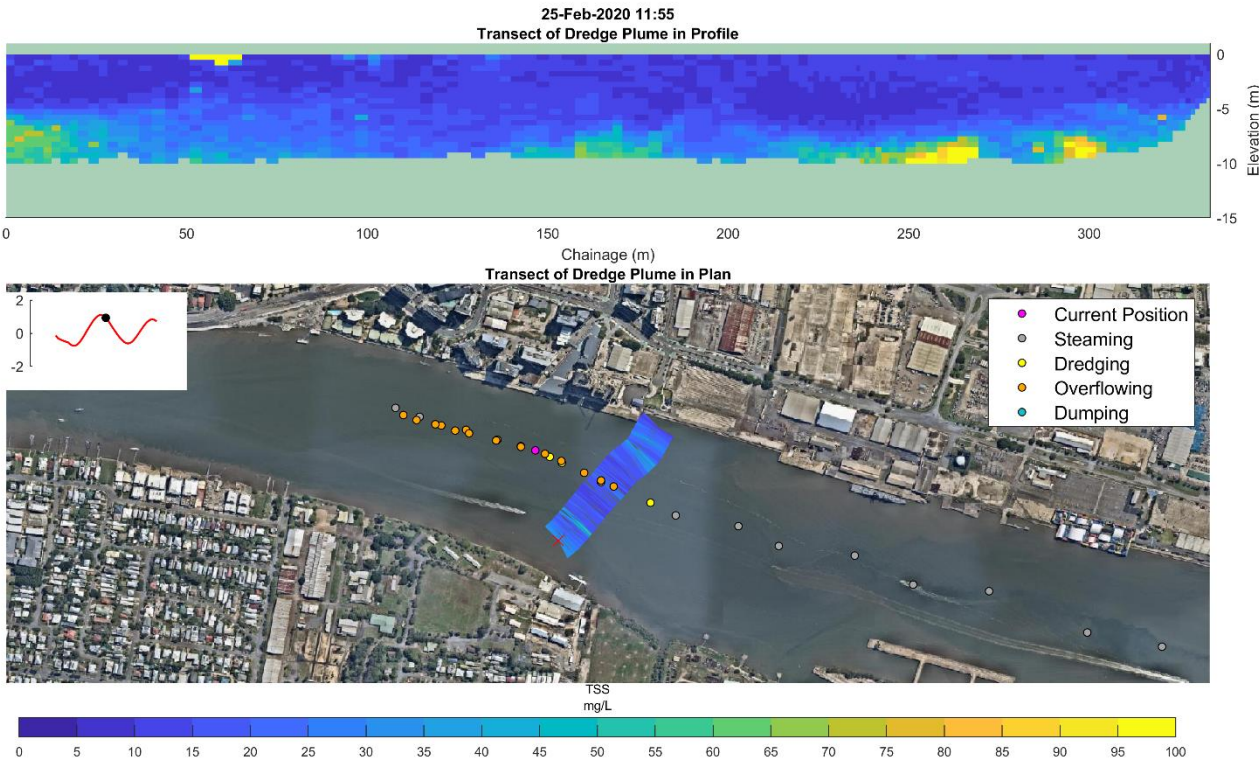 25-Feb-2020 11:55
Transect of Dredge Plume in Profile
0
-5
-10
-15
Elevation (m)
0 50 100 150 200 250 300
Chainage (m)
Transect of Dredge Plume in Plan
2
0
-2
Current Position
Steaming
Dredging
Overflowing
Dumping
TSS
mg/L
0 5 10 15 20 25 30 35 40 45 50 55 60 65 70 75 80 85 90 95 100